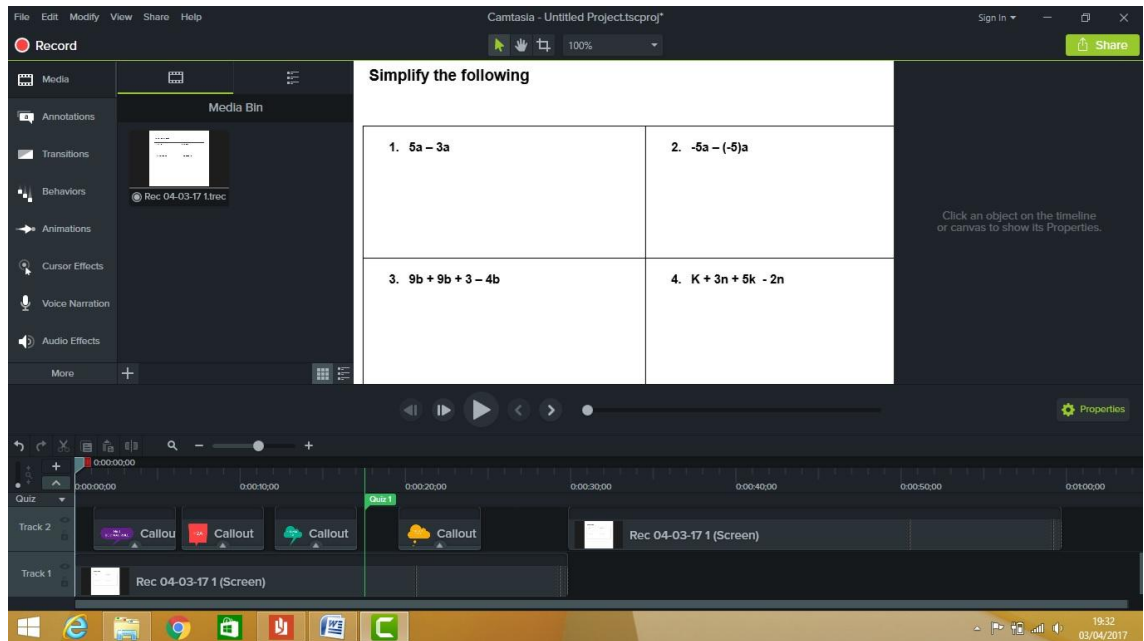 File Edit Modify View Share Help
Camtasia - Untitled Project.tscproj*
Sign In
Record
100%
Share
Media
Annotations
Transitions
Behaviors
Animations
Cursor Effects
Voice Narration
Audio Effects
More
Media Bin
Rec 04-03-17 1.trec
Simplify the following
1. 5a – 3a
2. -5a – (-5)a
3. 9b + 9b + 3 – 4b
4. K + 3n + 5k - 2n
Click an object on the timeline
or canvas to show its Properties.
Properties
0:00:00;00
0:00:00;00 0:00:10;00 0:00:20;00 0:00:30;00 0:00:40;00 0:00:50;00 0:01:00;00
Quiz
Quiz 1
Track 2
Callou
Callout
Callout
Callout
Rec 04-03-17 1 (Screen)
Track 1
Rec 04-03-17 1 (Screen)
19:32
03/04/2017